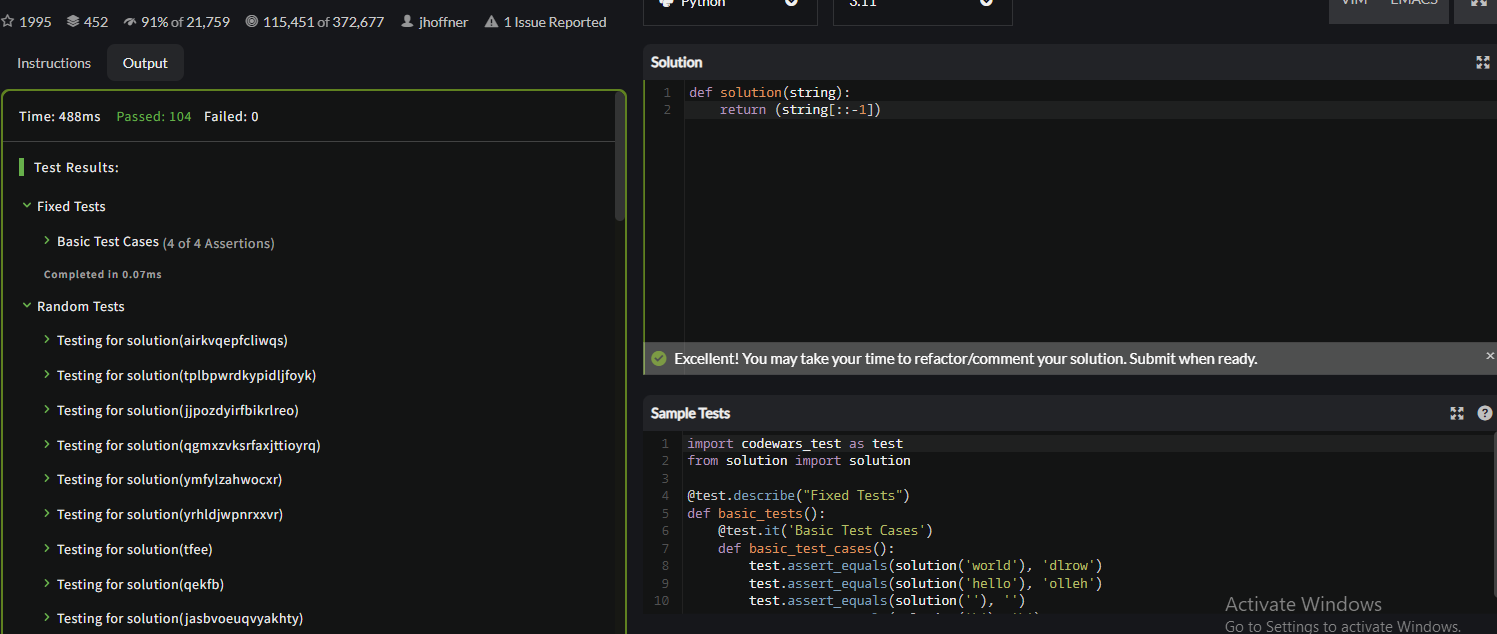 1995 452 91% of 21,759 115,451 of 372,677 jhoffner 1 Issue Reported
Python
3.11
VIM EMACS
Instructions Output
Time: 488ms Passed: 104 Failed: 0
Test Results:
Fixed Tests
Basic Test Cases (4 of 4 Assertions)
Completed in 0.07ms
Random Tests
Testing for solution(airkvqepfcliwqs)
Testing for solution(tplbpwrdkypidljfoyk)
Testing for solution(jjpozdyirfbikrlreo)
Testing for solution(qgmxzvksrfaxjttioyrq)
Testing for solution(ymfylzahwocxr)
Testing for solution(yrhldjwpnrxxvr)
Testing for solution(tfee)
Testing for solution(qekfb)
Testing for solution(jasbvoeuqvyakhty)
Solution
1 def solution(string):
2 return (string[::-1])
Excellent! You may take your time to refactor/comment your solution. Submit when ready. ×
Sample Tests ?
1 import codewars_test as test
2 from solution import solution
3
4 @test.describe("Fixed Tests")
5 def basic_tests():
6 @test.it('Basic Test Cases')
7 def basic_test_cases():
8 test.assert_equals(solution('world'), 'dlrow')
9 test.assert_equals(solution('hello'), 'olleh')
10 test.assert_equals(solution(''), '')
Activate Windows
Go to Settings to activate Windows.